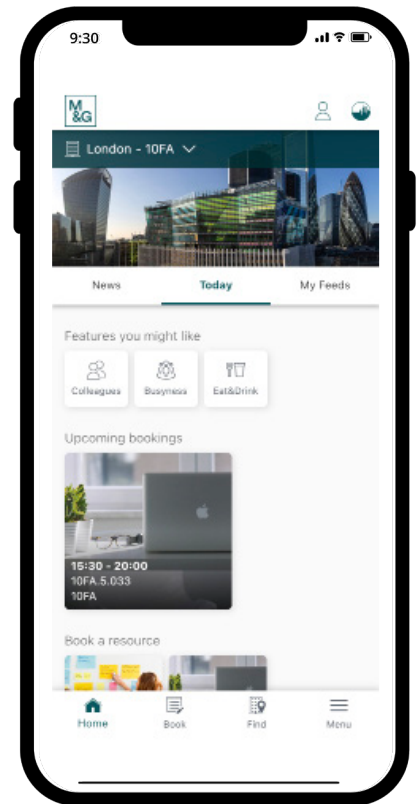 9:30
M
&G
London - 10FA
News Today My Feeds
Features you might like
Colleagues Busyness Eat&Drink
Upcoming bookings
15:30 - 20:00
10FA.5.033
10FA
Book a resource
Home Book Find Menu